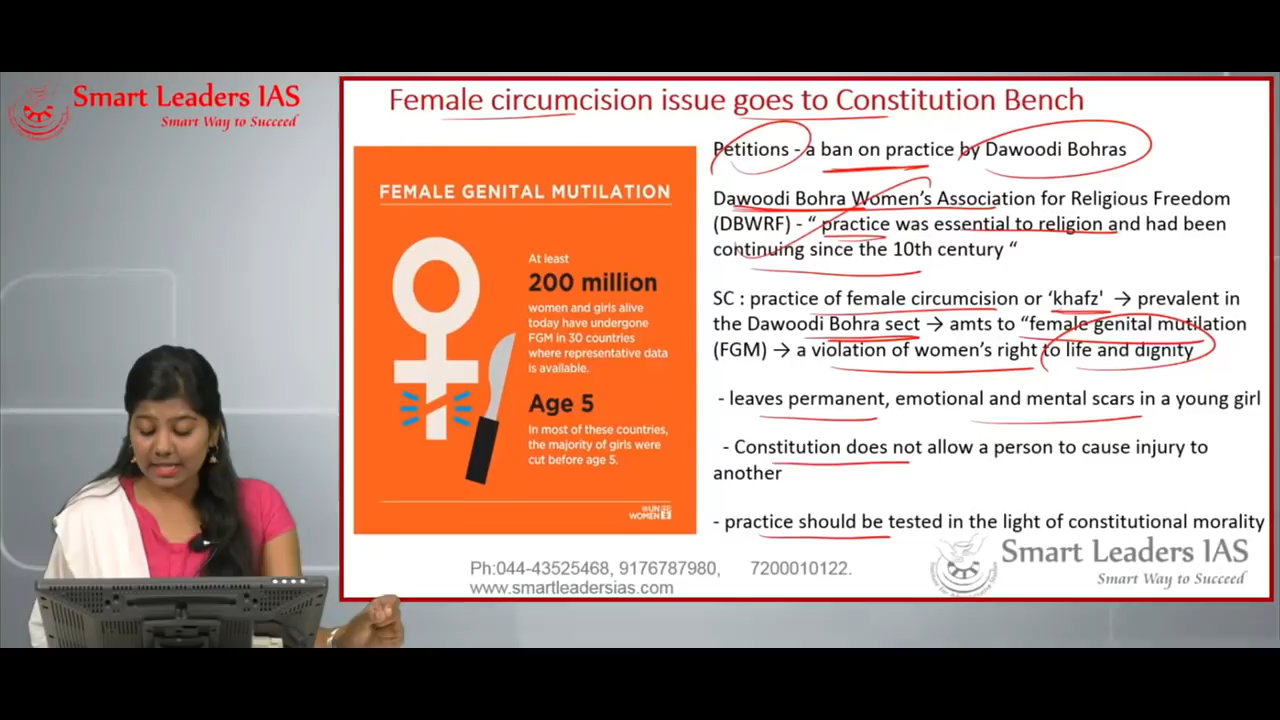 Smart Leaders IAS
Smart Way to Succeed
Female circumcision issue goes to Constitution Bench
FEMALE GENITAL MUTILATION
At least
200 million
women and girls alive
today have undergone
FGM in 30 countries
where representative data
is available.
Age 5
In most of these countries,
the majority of girls were
cut before age 5.
UN
WOMEN
Petitions - a ban on practice by Dawoodi Bohras
Dawoodi Bohra Women's Association for Religious Freedom
(DBWRF) - “ practice was essential to religion and had been
continuing since the 10th century “
SC : practice of female circumcision or ‘khafz' → prevalent in
the Dawoodi Bohra sect → amts to “female genital mutilation
(FGM) → a violation of women's right to life and dignity
- leaves permanent, emotional and mental scars in a young girl
- Constitution does not allow a person to cause injury to
another
- practice should be tested in the light of constitutional morality
Ph:044-43525468, 9176787980, 7200010122.
www.smartleadersias.com
Smart Leaders IAS
Smart Way to Succeed